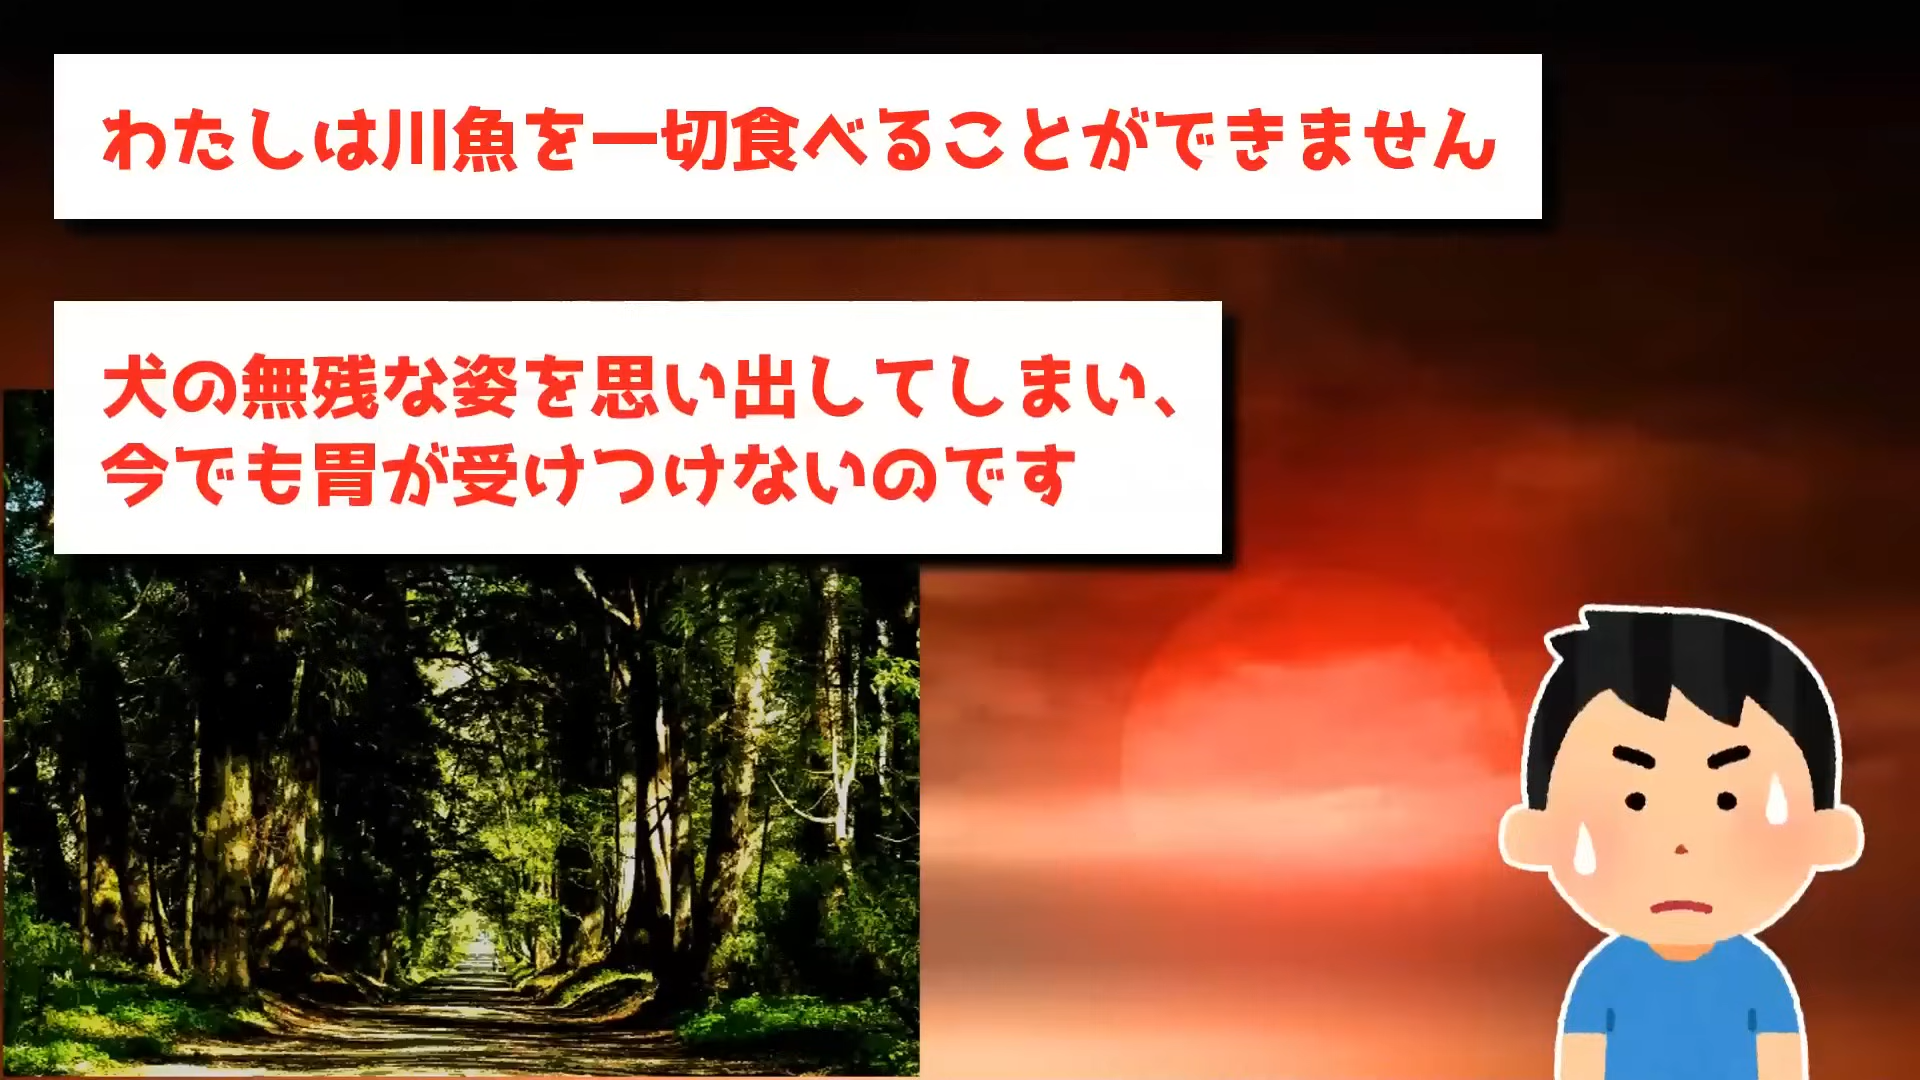 わたしは川魚を一切食べることができません
犬の無残な姿を思い出してしまい、
今でも胃が受けつけないのです